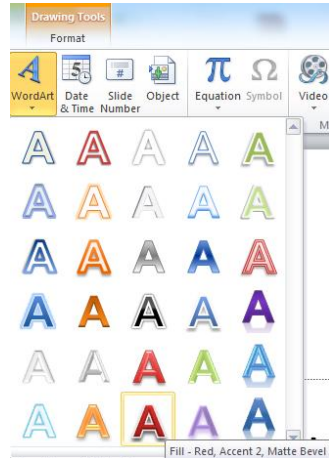 Drawing Tools
Format
WordArt Date & Time Slide Number Object Equation Symbol Video
M
A A A A A
A A A A A
A A A A A
A A A A A
A A A A A
A A A A A
Fill - Red, Accent 2, Matte Bevel